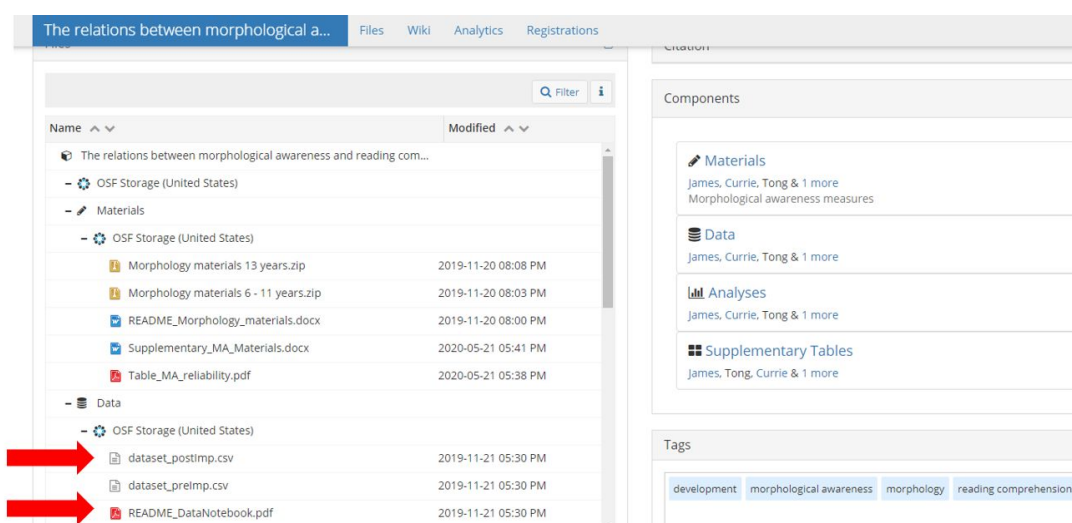 The relations between morphological a... Files Wiki Analytics Registrations
Files
Citation
Filter i
Name Modified
The relations between morphological awareness and reading com...
OSF Storage (United States)
Materials
OSF Storage (United States)
Morphology materials 13 years.zip 2019-11-20 08:08 PM
Morphology materials 6 - 11 years.zip 2019-11-20 08:03 PM
README_Morphology_materials.docx 2019-11-20 08:00 PM
Supplementary_MA_Materials.docx 2020-05-21 05:41 PM
Table_MA_reliability.pdf 2020-05-21 05:38 PM
Data
OSF Storage (United States)
dataset_postImp.csv 2019-11-21 05:30 PM
dataset_preImp.csv 2019-11-21 05:30 PM
README_DataNotebook.pdf 2019-11-21 05:30 PM
Components
Materials
James, Currie, Tong & 1 more
Morphological awareness measures
Data
James, Currie, Tong & 1 more
Analyses
James, Currie, Tong & 1 more
Supplementary Tables
James, Tong, Currie & 1 more
Tags
development morphological awareness morphology reading comprehension